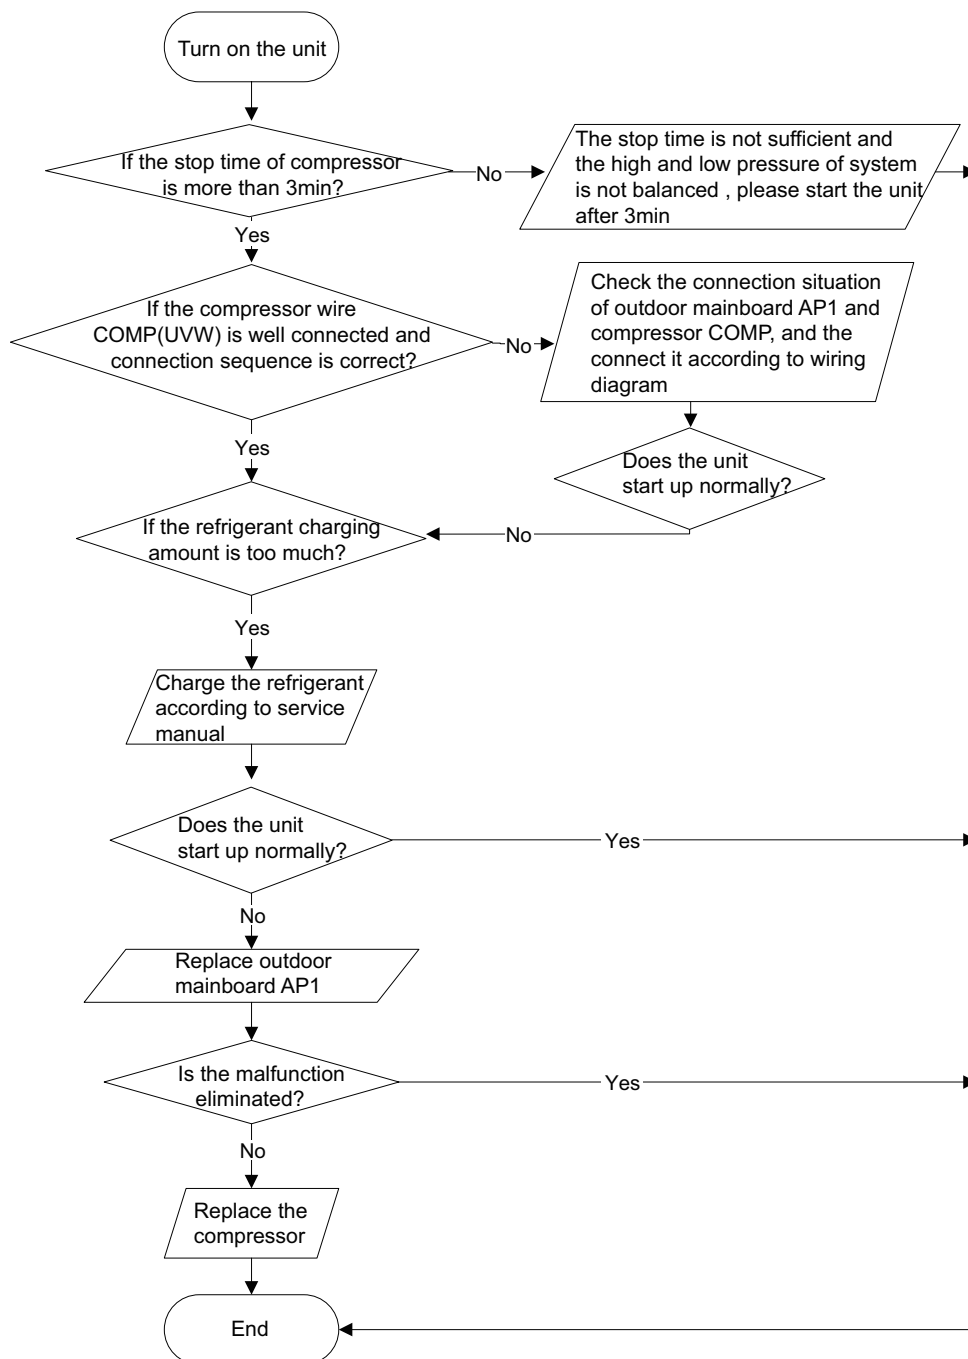 Turn on the unit
If the stop time of compressor
is more than 3min?
No
The stop time is not sufficient and
the high and low pressure of system
is not balanced , please start the unit
after 3min
Yes
If the compressor wire
COMP(UVW) is well connected and
connection sequence is correct?
No
Check the connection situation
of outdoor mainboard AP1 and
compressor COMP, and the
connect it according to wiring
diagram
Yes
Does the unit
start up normally?
If the refrigerant charging
amount is too much?
No
Yes
Charge the refrigerant
according to service
manual
Does the unit
start up normally?
Yes
No
Replace outdoor
mainboard AP1
Is the malfunction
eliminated?
Yes
No
Replace the
compressor
End